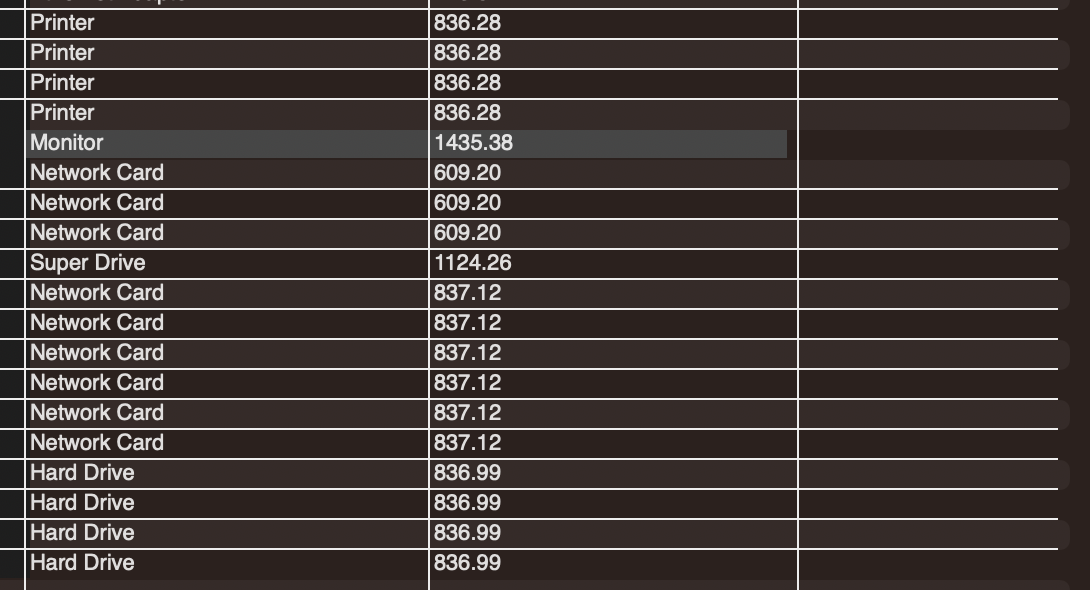 Printer 836.28
Printer 836.28
Printer 836.28
Printer 836.28
Monitor 1435.38
Network Card 609.20
Network Card 609.20
Network Card 609.20
Super Drive 1124.26
Network Card 837.12
Network Card 837.12
Network Card 837.12
Network Card 837.12
Network Card 837.12
Network Card 837.12
Hard Drive 836.99
Hard Drive 836.99
Hard Drive 836.99
Hard Drive 836.99